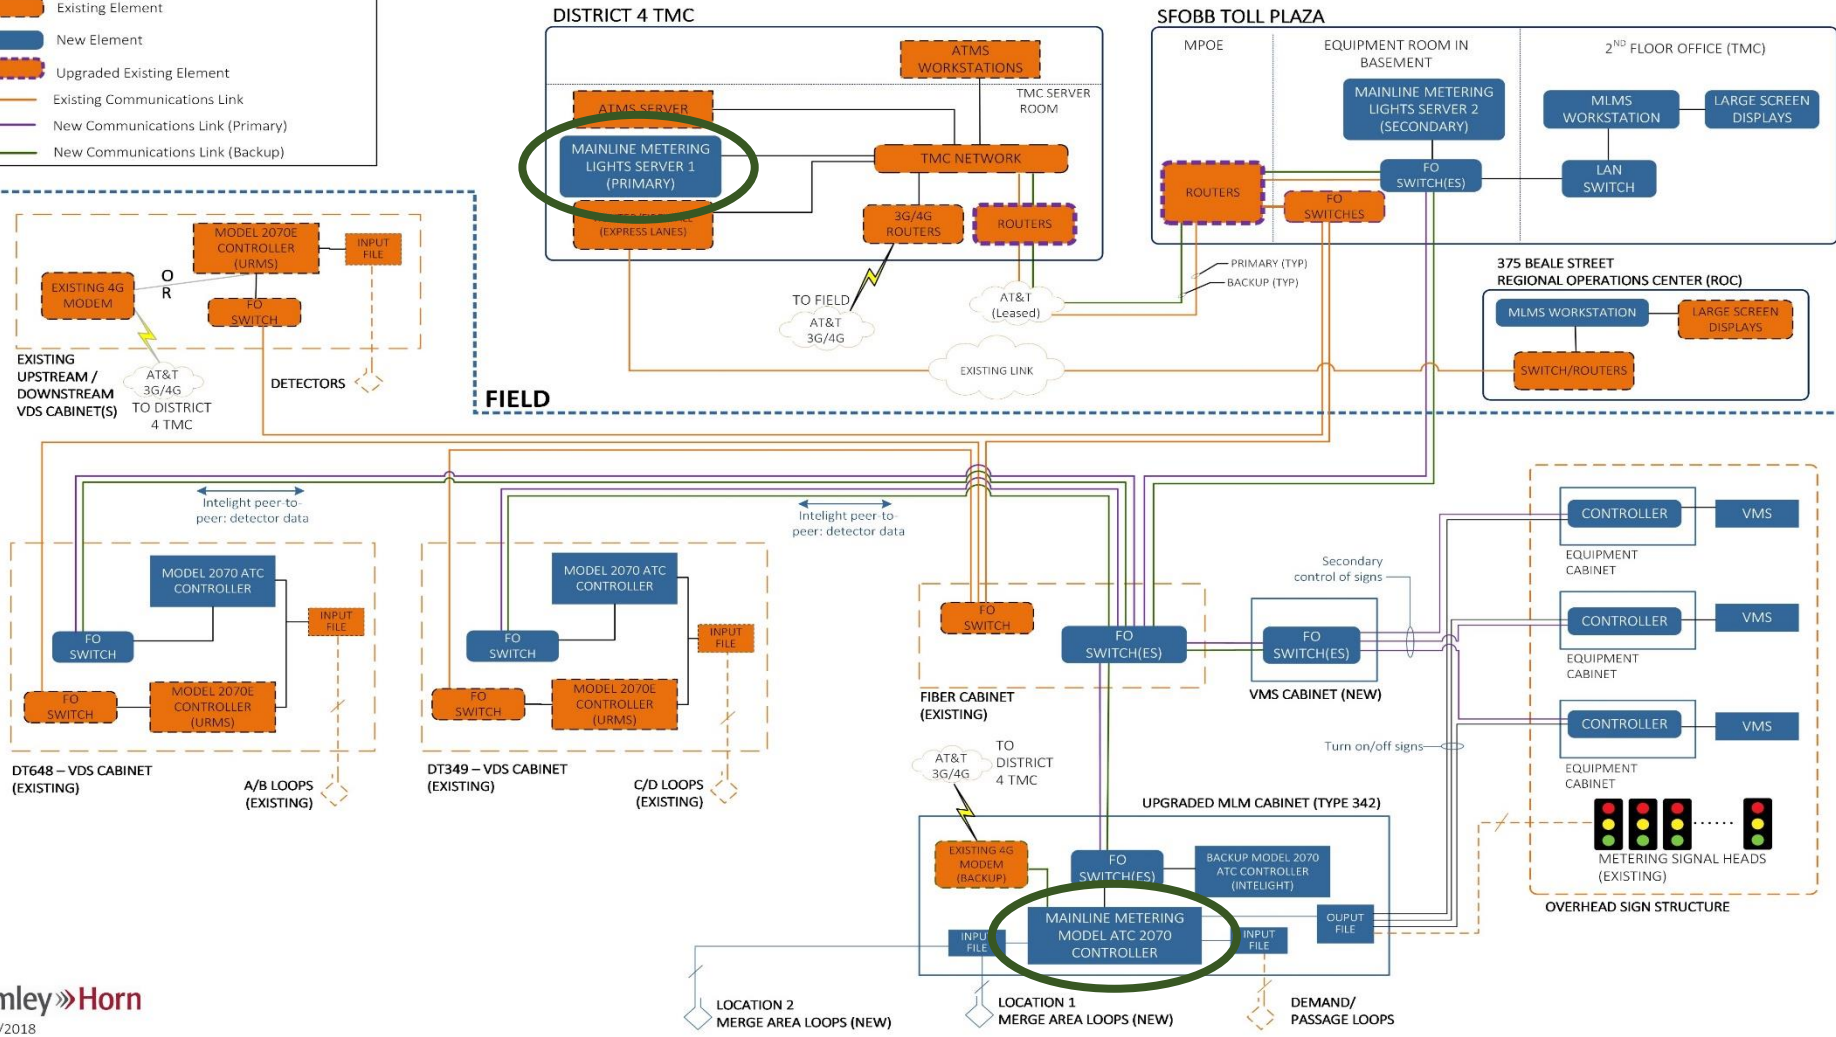 Existing Element
New Element
Upgraded Existing Element
Existing Communications Link
New Communications Link (Primary)
New Communications Link (Backup)
DISTRICT 4 TMC
ATMS
WORKSTATIONS
TMC SERVER
ROOM
ATMS SERVER
MAINLINE METERING
LIGHTS SERVER 1
(PRIMARY)
(EXPRESS LANES)
TMC NETWORK
3G/4G
ROUTERS
ROUTERS
TO FIELD
AT&T
3G/4G
AT&T
(Leased)
EXISTING LINK
SFOBB TOLL PLAZA
MPOE
EQUIPMENT ROOM IN
BASEMENT
2ND FLOOR OFFICE (TMC)
MAINLINE METERING
LIGHTS SERVER 2
(SECONDARY)
MLMS
WORKSTATION
LARGE SCREEN
DISPLAYS
ROUTERS
FO
SWITCH(ES)
FO
SWITCHES
LAN
SWITCH
PRIMARY (TYP)
BACKUP (TYP)
375 BEALE STREET
REGIONAL OPERATIONS CENTER (ROC)
MLMS WORKSTATION
LARGE SCREEN
DISPLAYS
SWITCH/ROUTERS
MODEL 2070E
CONTROLLER
(URMS)
INPUT
FILE
EXISTING 4G
MODEM
O
R
FO
SWITCH
EXISTING
UPSTREAM /
DOWNSTREAM
VDS CABINET(S)
AT&T
3G/4G
TO DISTRICT
4 TMC
DETECTORS
FIELD
Intelight peer-to-
peer: detector data
Intelight peer-to-
peer: detector data
MODEL 2070 ATC
CONTROLLER
FO
SWITCH
INPUT
FILE
FO
SWITCH
MODEL 2070E
CONTROLLER
(URMS)
DT648 – VDS CABINET
(EXISTING)
A/B LOOPS
(EXISTING)
MODEL 2070 ATC
CONTROLLER
FO
SWITCH
INPUT
FILE
FO
SWITCH
MODEL 2070E
CONTROLLER
(URMS)
DT349 – VDS CABINET
(EXISTING)
C/D LOOPS
(EXISTING)
FO
SWITCH
FO
SWITCH(ES)
FIBER CABINET
(EXISTING)
FO
SWITCH(ES)
VMS CABINET (NEW)
Secondary
control of signs
Turn on/off signs
CONTROLLER
VMS
EQUIPMENT
CABINET
CONTROLLER
VMS
EQUIPMENT
CABINET
CONTROLLER
VMS
EQUIPMENT
CABINET
METERING SIGNAL HEADS
(EXISTING)
OVERHEAD SIGN STRUCTURE
AT&T
3G/4G
TO
DISTRICT
4 TMC
UPGRADED MLM CABINET (TYPE 342)
EXISTING 4G
MODEM
(BACKUP)
FO
SWITCH(ES)
BACKUP MODEL 2070
ATC CONTROLLER
(INTELIGHT)
MAINLINE METERING
MODEL ATC 2070
CONTROLLER
INPUT
FILE
INPUT
FILE
OUPUT
FILE
LOCATION 2
MERGE AREA LOOPS (NEW)
LOCATION 1
MERGE AREA LOOPS (NEW)
DEMAND/
PASSAGE LOOPS
mley»Horn
/2018